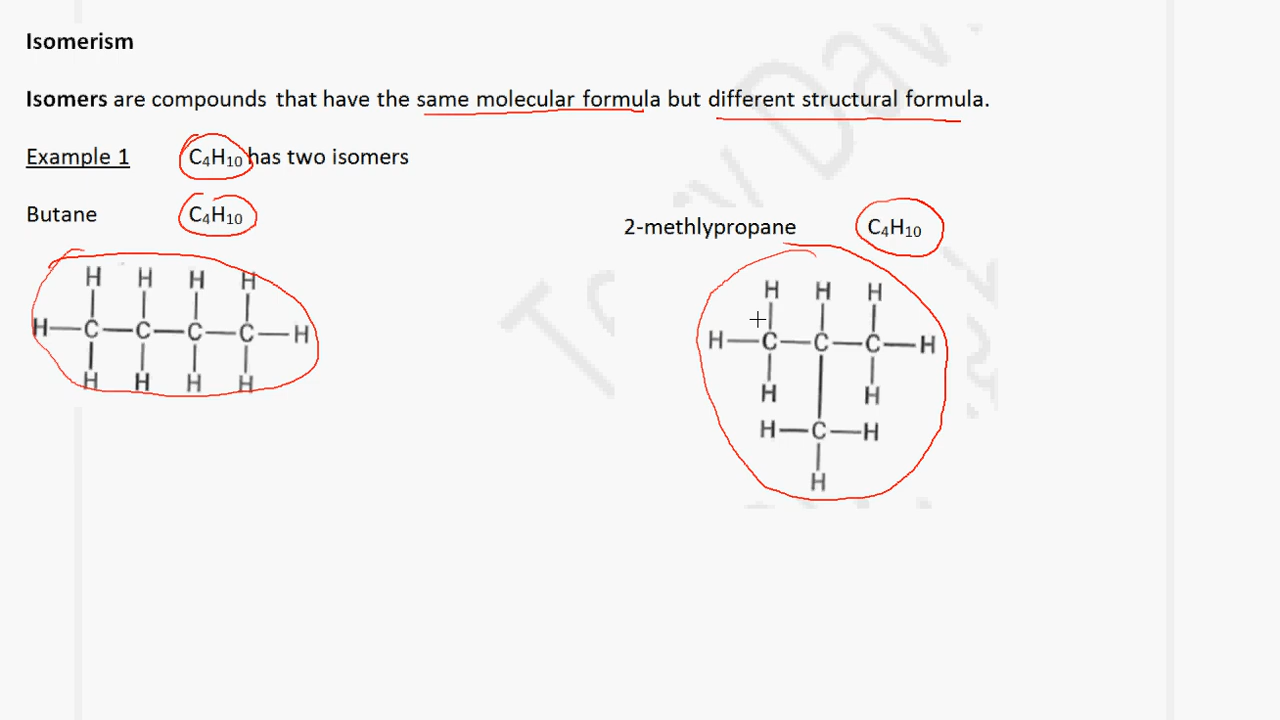 Isomerism
Isomers are compounds that have the same molecular formula but different structural formula.
Example 1 C₄H₁₀ has two isomers
Butane C₄H₁₀
2-methlypropane C₄H₁₀
H H H H
H—C—C—C—C—H
H H H H
H H H
H—C—C—C—H
H H
H—C—H
H